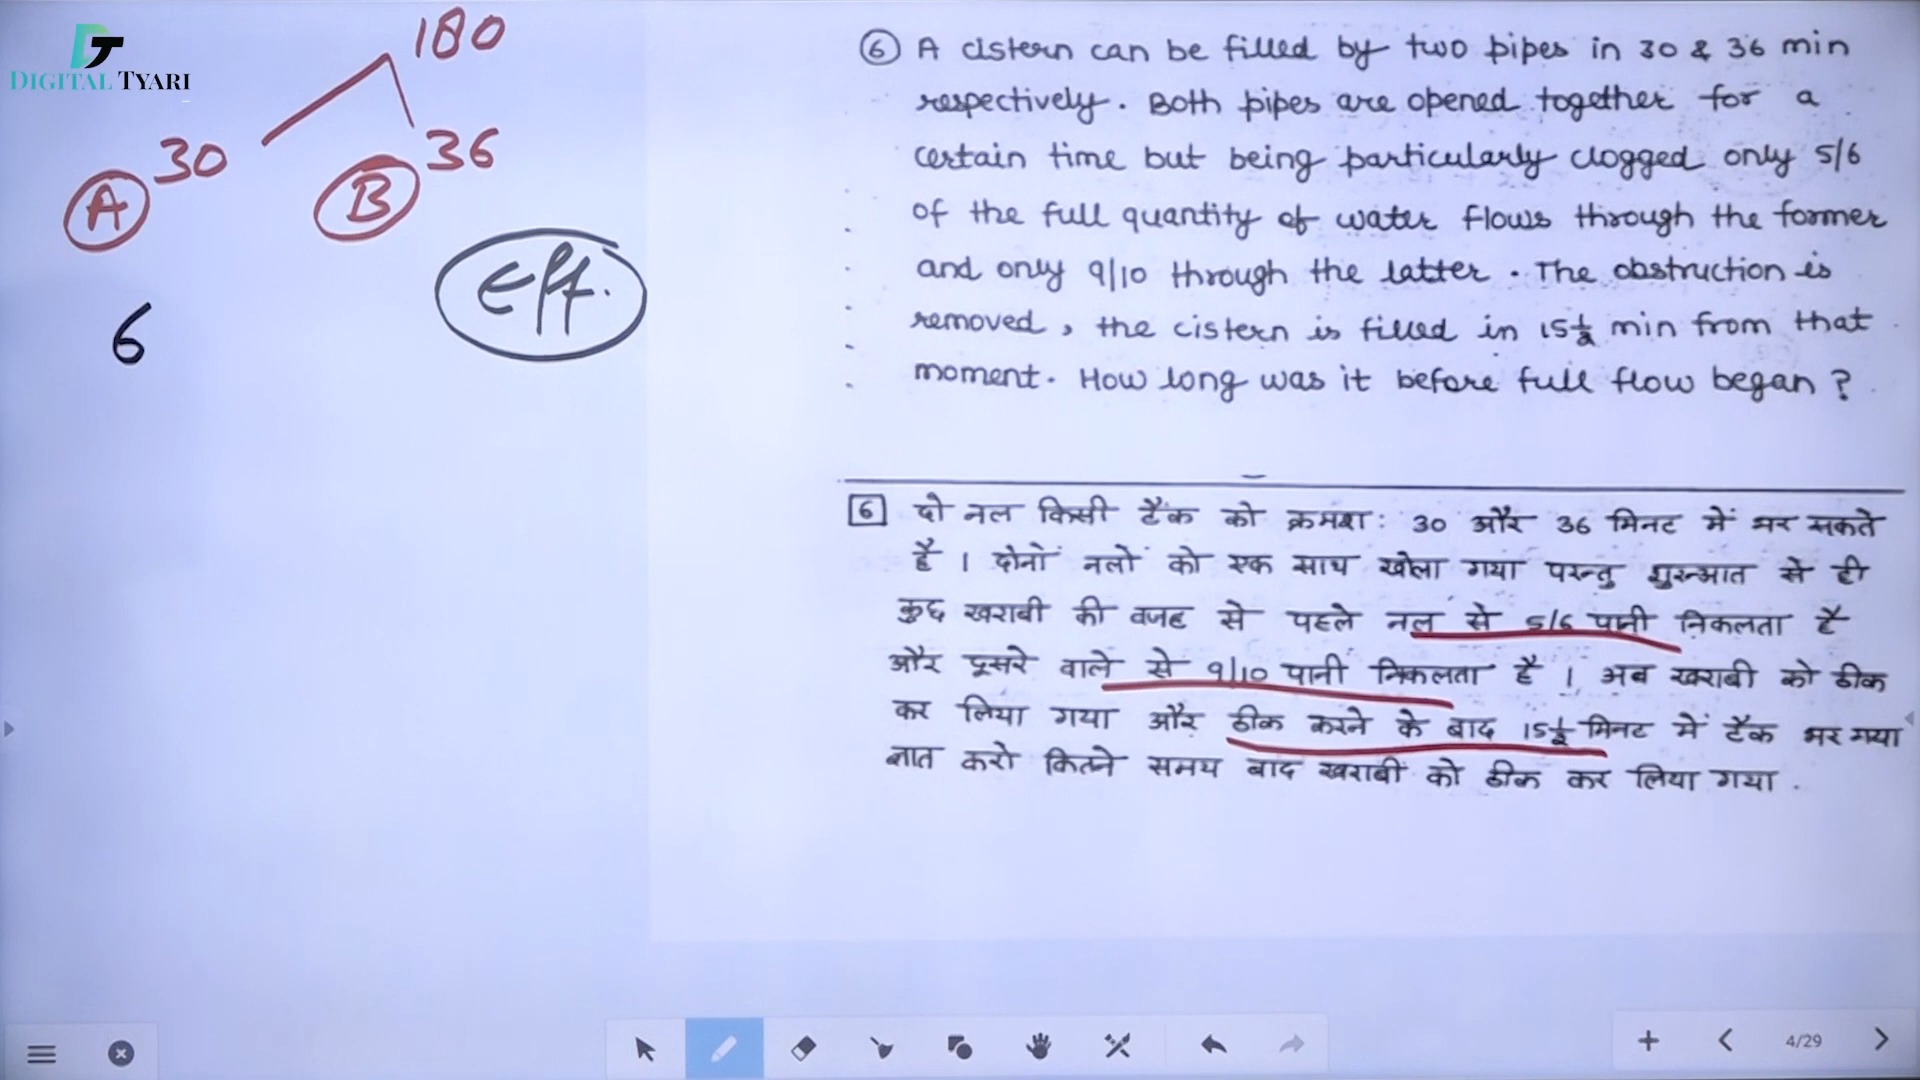 DT
DIGITAL TYARI
180
30
36
A
B
Eff.
6
⑥ A cistern can be filled by two pipes in 30 & 36 min
respectively. Both pipes are opened together for a
certain time but being particularly clogged only 5/6
of the full quantity of water flows through the former
and only 9/10 through the latter. The obstruction is
removed, the cistern is filled in 15½ min from that
moment. How long was it before full flow began?
6 दो नल किसी टैंक को क्रमशः 30 और 36 मिनट में भर सकते
है । दोनों नलों को एक साथ खोला गया परन्तु शुरूआत से ही
कुछ खराबी की वजह से पहले नल से 5/6 पानी निकलता है
और दूसरे वाले से 9/10 पानी निकलता है । अब खराबी को ठीक
कर लिया गया और ठीक करने के बाद 15½ मिनट में टैंक भर गया
ज्ञात करो कितने समय बाद खराबी को ठीक कर लिया गया .
4/29